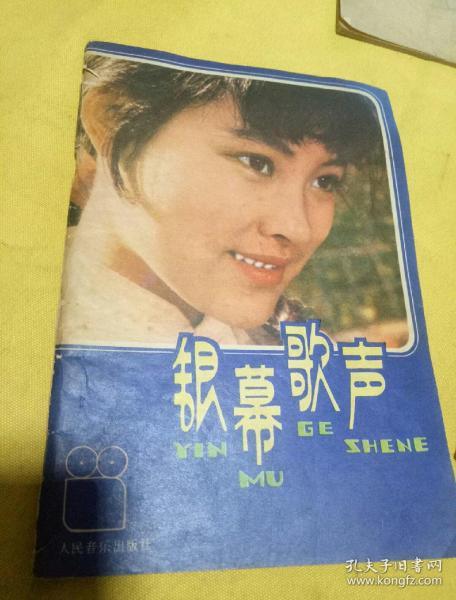 银幕歌声
YIN MU GE SHENE
人民音乐出版社
孔夫子旧书网
www.kongfz.com